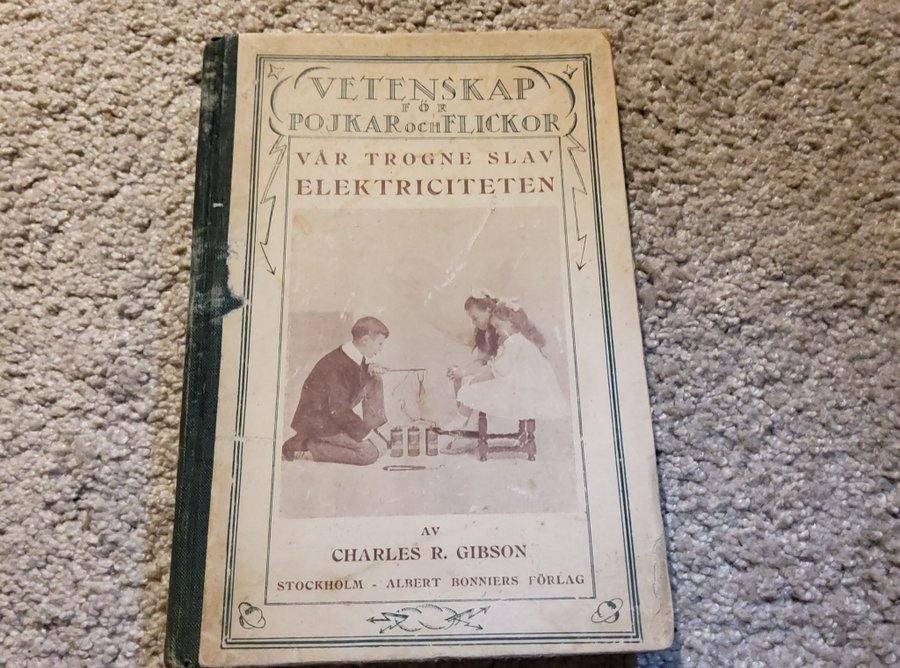 VETENSKAP
FÖR
POJKAR OCH FLICKOR
VÅR TROGNE SLAV
ELEKTRICITETEN
AV
CHARLES R. GIBSON
STOCKHOLM - ALBERT BONNIERS FÖRLAG